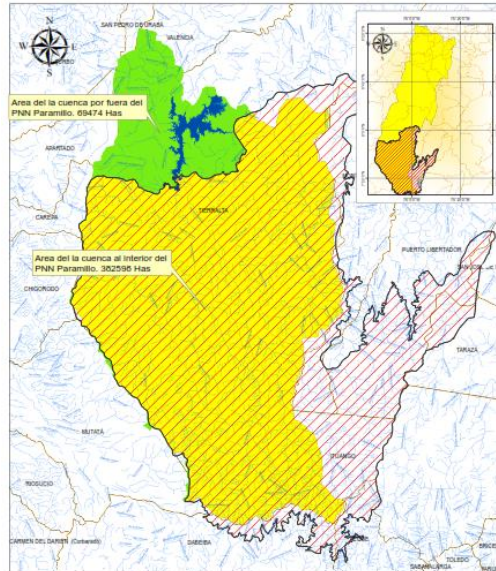 SAN PEDRO DE URABA
VALENCIA
N
W
E
S
Area del la cuenca por fuera del
PNN Paramillo. 69474 Has
APARTADO
TIERRALTA
CAREPA
Area del la cuenca al interior del
PNN Paramillo. 362596 Has
PUERTO LIBERTADOR
CHIGORODO
TARAZÁ
MUTATÁ
ITUANGO
RIOSUCIO
CARMEN DEL DARIEN (Curbaradó)
DABEIBA
TOLEDO
SABANALARGA